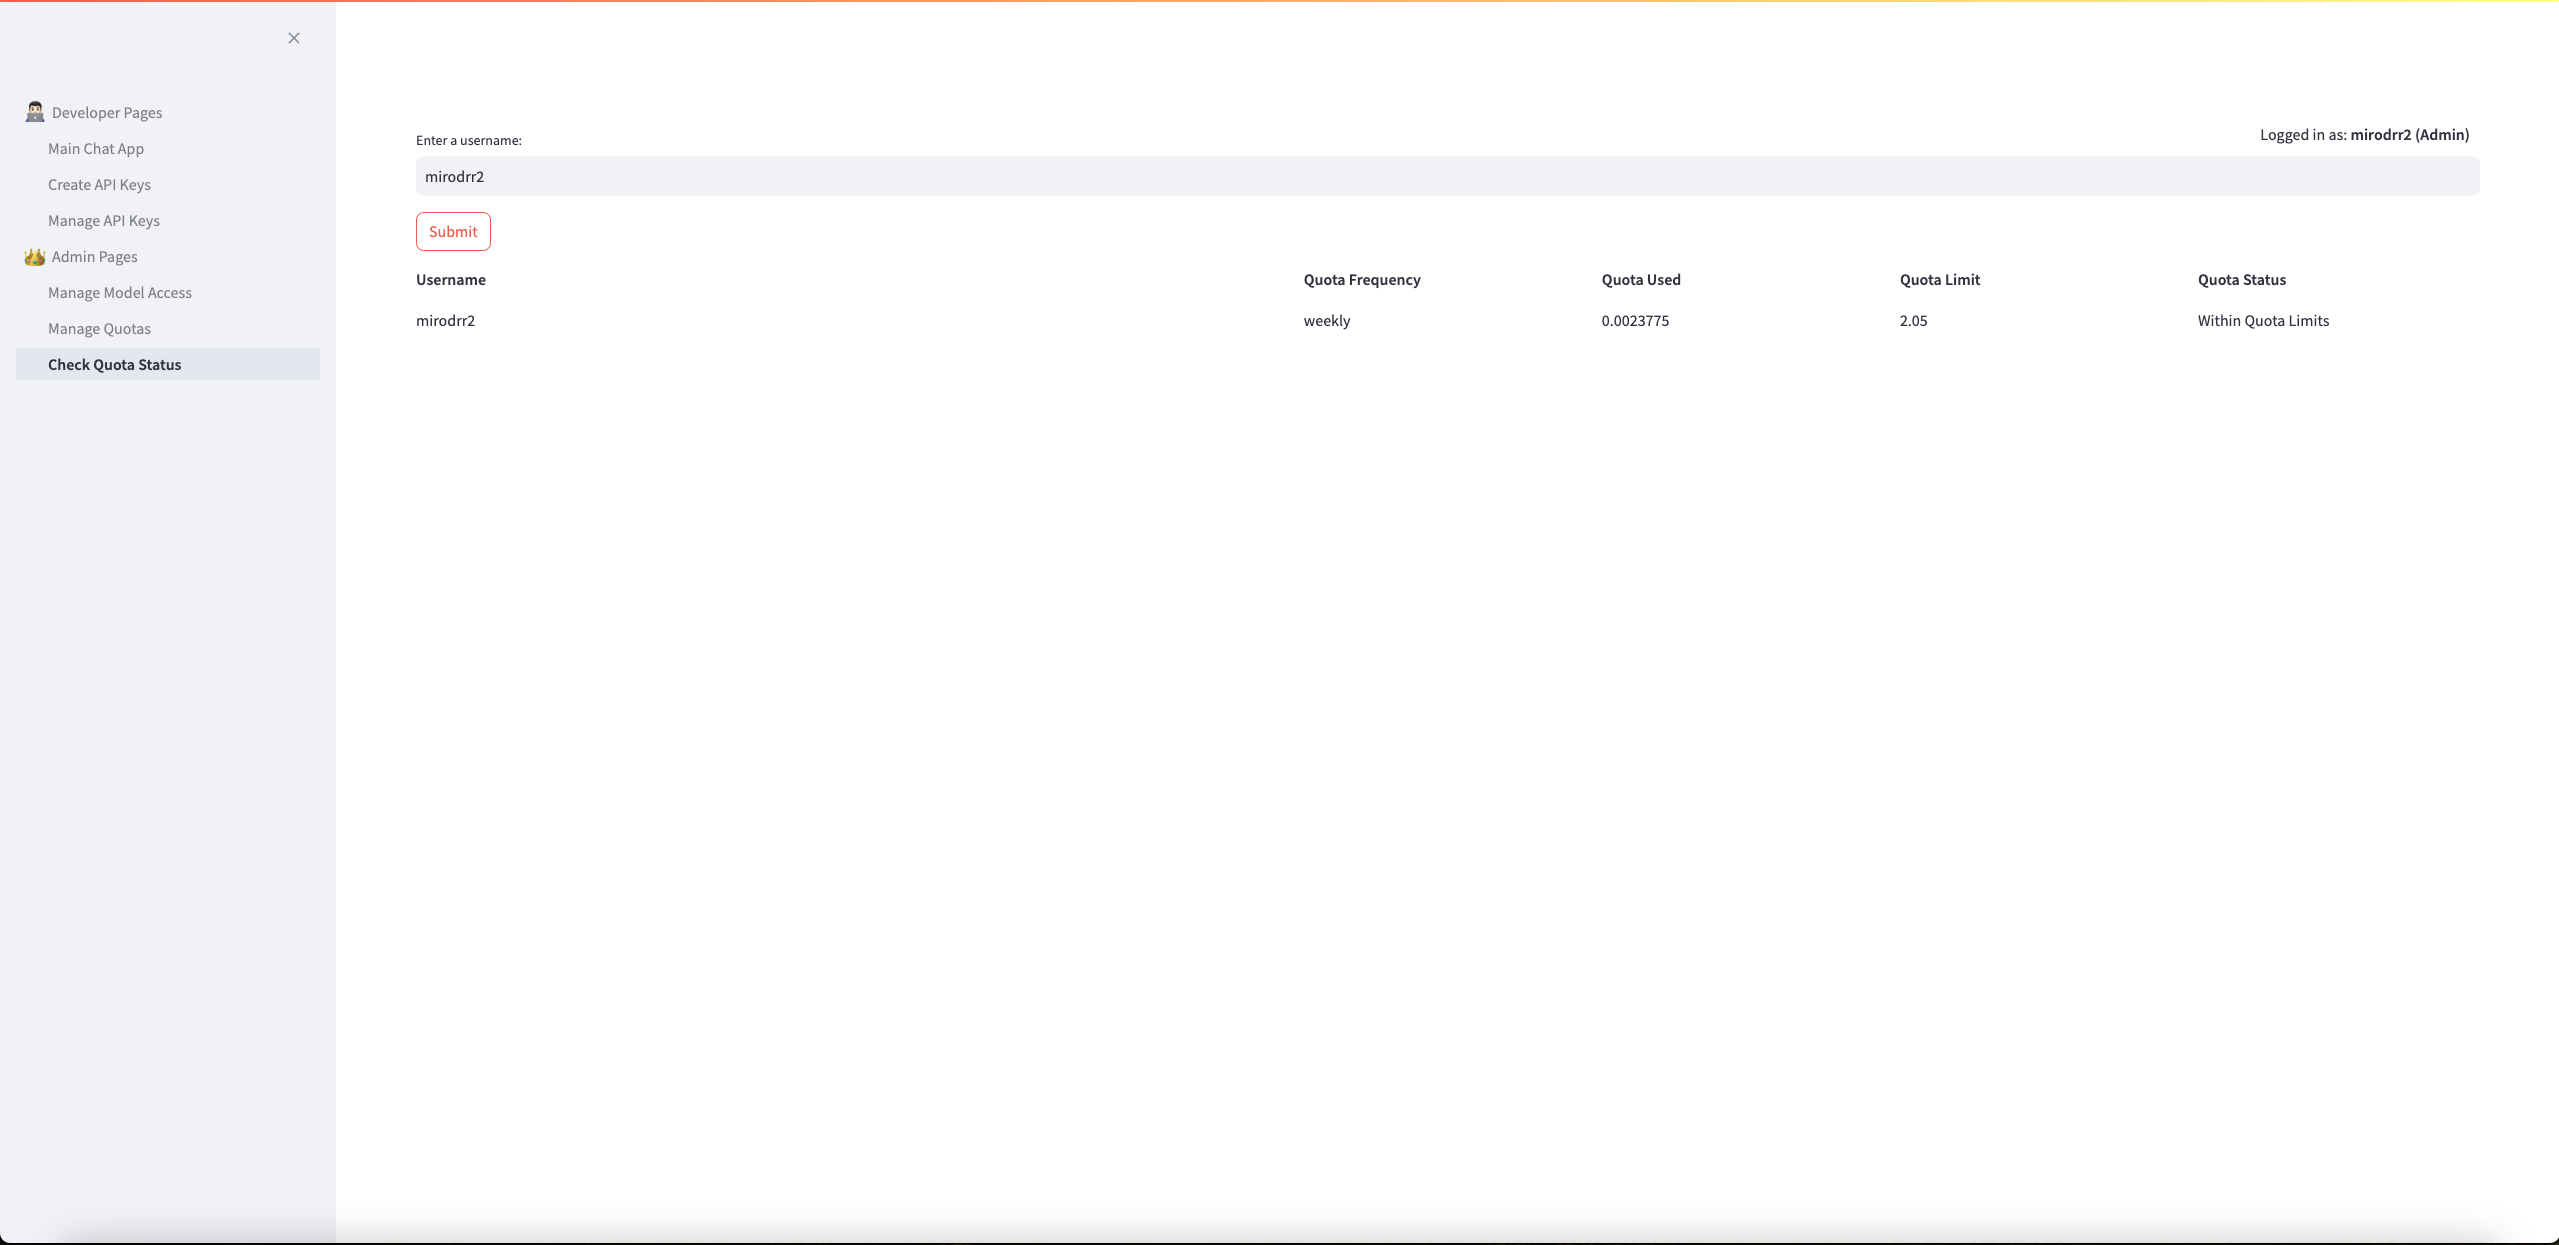 Developer Pages
Main Chat App
Create API Keys
Manage API Keys
Admin Pages
Manage Model Access
Manage Quotas
Check Quota Status
Logged in as: mirodrr2 (Admin)
Enter a username:
mirodrr2
Submit
Username Quota Frequency Quota Used Quota Limit Quota Status
mirodrr2 weekly 0.0023775 2.05 Within Quota Limits